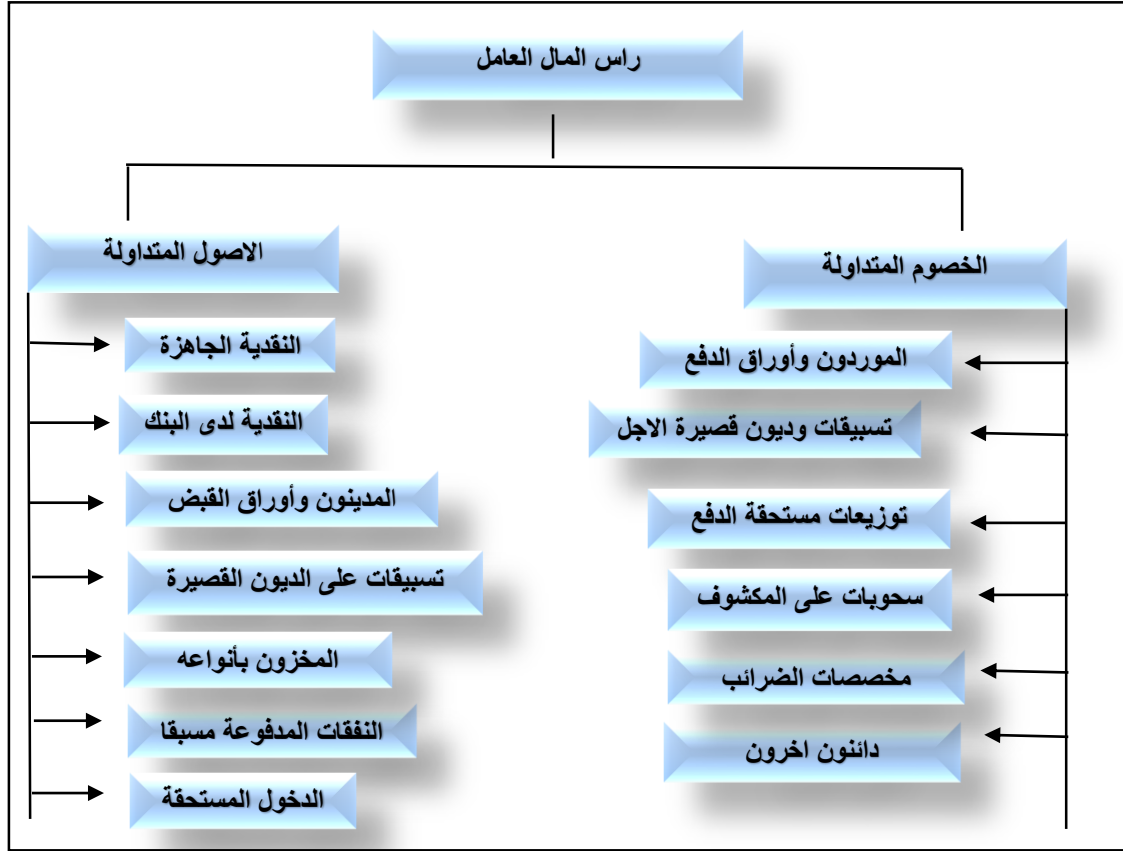 راس المال العامل
الخصوم المتداولة
الموردون وأوراق الدفع
تسبيقات وديون قصيرة الاجل
توزيعات مستحقة الدفع
سحوبات على المكشوف
مخصصات الضرائب
دائنون اخرون
الاصول المتداولة
النقدية الجاهزة
النقدية لدى البنك
المدينون وأوراق القبض
تسبيقات على الديون القصيرة
المخزون بأنواعه
النفقات المدفوعة مسبقا
الدخول المستحقة